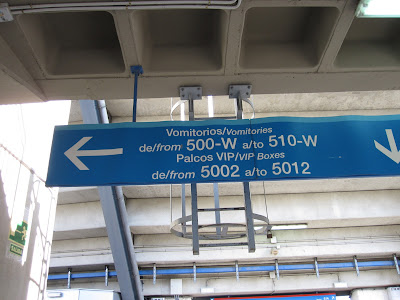 Vomitorios/Vomitories
de/from 500-W a/to 510-W
Palcos VIP/VIP Boxes
de/from 5002 a/to 5012